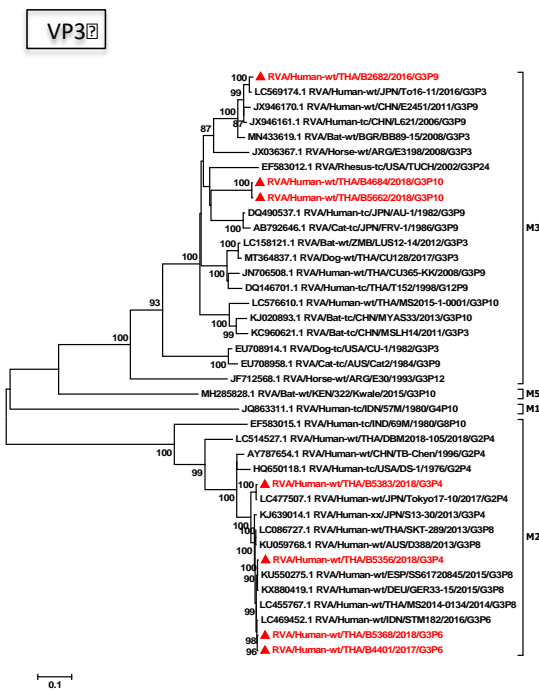 VP3
RVA/Human-wt/THA/B2682/2016/G3P9
LC569174.1 RVA/Human-wt/JPN/To16-11/2016/G3P3
JX946170.1 RVA/Human-wt/CHN/E2451/2011/G3P9
JX946161.1 RVA/Human-tc/CHN/L621/2006/G3P9
MN433619.1 RVA/Bat-wt/BGR/BB89-15/2008/G3P3
JX036367.1 RVA/Horse-wt/ARG/E3198/2008/G3P3
EF583012.1 RVA/Rhesus-tc/USA/TUCH/2002/G3P24
RVA/Human-wt/THA/B4684/2018/G3P10
RVA/Human-wt/THA/B5662/2018/G3P10
DQ490537.1 RVA/Human-tc/JPN/AU-1/1982/G3P9
AB792646.1 RVA/Cat-tc/JPN/FRV-1/1986/G3P9
LC158121.1 RVA/Bat-wt/ZMB/LUS12-14/2012/G3P3
MT364837.1 RVA/Dog-wt/THA/CU128/2017/G3P3
JN706508.1 RVA/Human-wt/THA/CU365-KK/2008/G3P9
DQ146701.1 RVA/Human-tc/THA/T152/1998/G12P9
LC576610.1 RVA/Human-wt/THA/MS2015-1-0001/G3P10
KJ020893.1 RVA/Bat-tc/CHN/MYAS33/2013/G3P10
KC960621.1 RVA/Bat-tc/CHN/MSLH14/2011/G3P3
EU708914.1 RVA/Dog-tc/USA/CU-1/1982/G3P3
EU708958.1 RVA/Cat-tc/AUS/Cat2/1984/G3P9
JF712568.1 RVA/Horse-wt/ARG/E30/1993/G3P12
MH285828.1 RVA/Bat-wt/KEN/322/Kwale/2015/G3P10
JQ863311.1 RVA/Human-tc/IDN/57M/1980/G4P10
EF583015.1 RVA/Human-tc/IND/69M/1980/G8P10
LC514527.1 RVA/Human-wt/THA/DBM2018-105/2018/G2P4
AY787654.1 RVA/Human-wt/CHN/TB-Chen/1996/G2P4
HQ650118.1 RVA/Human-tc/USA/DS-1/1976/G2P4
RVA/Human-wt/THA/B5383/2018/G3P4
LC477507.1 RVA/Human-wt/JPN/Tokyo17-10/2017/G2P4
KJ639014.1 RVA/Human-xx/JPN/S13-30/2013/G3P4
LC086727.1 RVA/Human-wt/THA/SKT-289/2013/G3P8
KU059768.1 RVA/Human-wt/AUS/D388/2013/G3P8
RVA/Human-wt/THA/B5356/2018/G3P4
KU550275.1 RVA/Human-wt/ESP/SS61720845/2015/G3P8
KX880419.1 RVA/Human-wt/DEU/GER33-15/2015/G3P8
LC455767.1 RVA/Human-wt/THA/MS2014-0134/2014/G3P8
LC469452.1 RVA/Human-wt/IDN/STM182/2016/G3P6
RVA/Human-wt/THA/B5368/2018/G3P6
RVA/Human-wt/THA/B4401/2017/G3P6
M3
M5
M1
M2
100
99
100
87
87
100
100
100
100
100
100
99
93
100
100
100
99
100
100
100
100
100
90
99
98
96
0.1